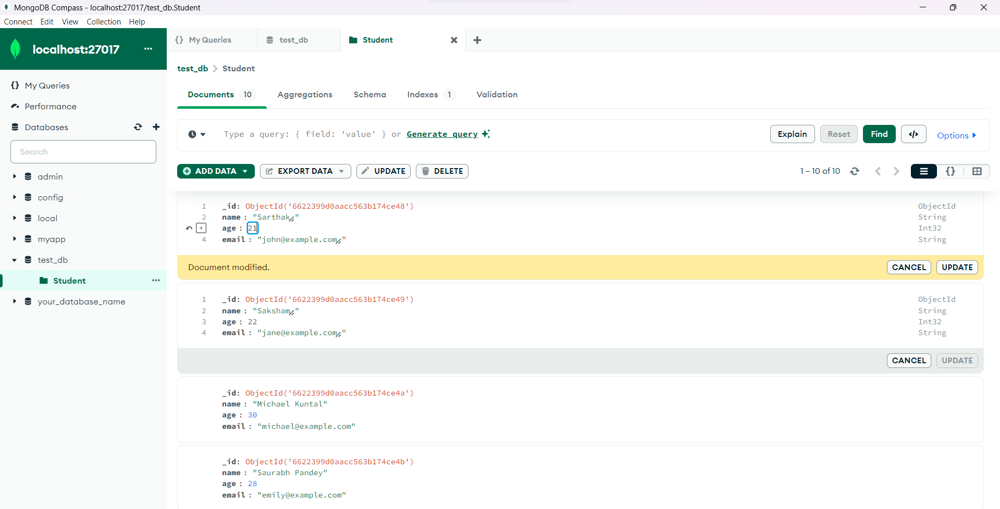 MongoDB Compass - localhost:27017/test_db.Student
Connect Edit View Collection Help
localhost:27017 ...
{} My Queries
Performance
Databases
Search
admin
config
local
myapp
test_db
Student ...
your_database_name
{} My Queries test_db Student
test_db > Student
Documents 10 Aggregations Schema Indexes 1 Validation
Type a query: { field: 'value' } or Generate query
Explain Reset Find </> Options
ADD DATA EXPORT DATA UPDATE DELETE
1 – 10 of 10 {}
1 _id: ObjectId('6622399d0aacc563b174ce48') ObjectId
2 name : "Sarthak" String
+ age : 21 Int32
4 email : "john@example.com" String
Document modified. CANCEL UPDATE
1 _id: ObjectId('6622399d0aacc563b174ce49') ObjectId
2 name : "Saksham" String
3 age : 22 Int32
4 email : "jane@example.com" String
CANCEL UPDATE
_id: ObjectId('6622399d0aacc563b174ce4a')
name : "Michael Kuntal"
age : 30
email : "michael@example.com"
_id: ObjectId('6622399d0aacc563b174ce4b')
name : "Saurabh Pandey"
age : 28
email : "emily@example.com"